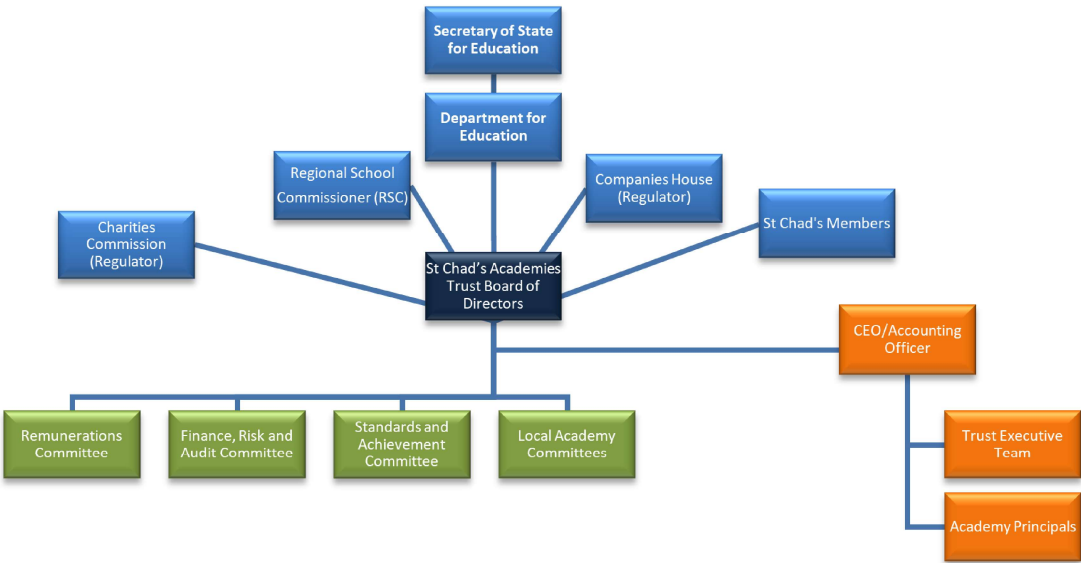 Secretary of State
for Education
Department for
Education
Regional School
Commissioner (RSC)
Companies House
(Regulator)
St Chad's Members
Charities
Commission
(Regulator)
St Chad’s Academies
Trust Board of
Directors
CEO/Accounting
Officer
Remunerations
Committee
Finance, Risk and
Audit Committee
Standards and
Achievement
Committee
Local Academy
Committees
Trust Executive
Team
Academy Principals